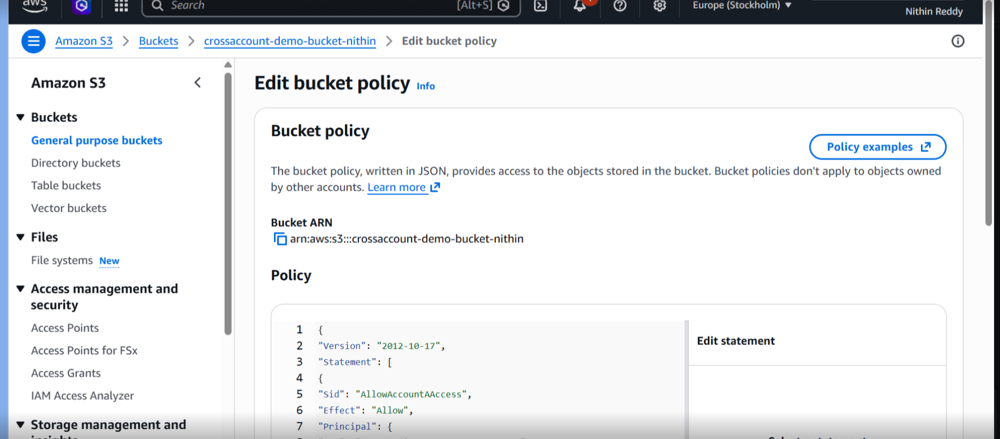 aws
Search
[Alt+S]
Europe (Stockholm)
Nithin Reddy
Amazon S3
Buckets
crossaccount-demo-bucket-nithin
Edit bucket policy
Amazon S3
Buckets
General purpose buckets
Directory buckets
Table buckets
Vector buckets
Files
File systems New
Access management and
security
Access Points
Access Points for FSx
Access Grants
IAM Access Analyzer
Storage management and
insights
Edit bucket policy Info
Bucket policy
Policy examples
The bucket policy, written in JSON, provides access to the objects stored in the bucket. Bucket policies don't apply to objects owned
by other accounts. Learn more
Bucket ARN
arn:aws:s3:::crossaccount-demo-bucket-nithin
Policy
1 {
2 "Version": "2012-10-17",
3 "Statement": [
4 {
5 "Sid": "AllowAccountAAccess",
6 "Effect": "Allow",
7 "Principal": {
Edit statement